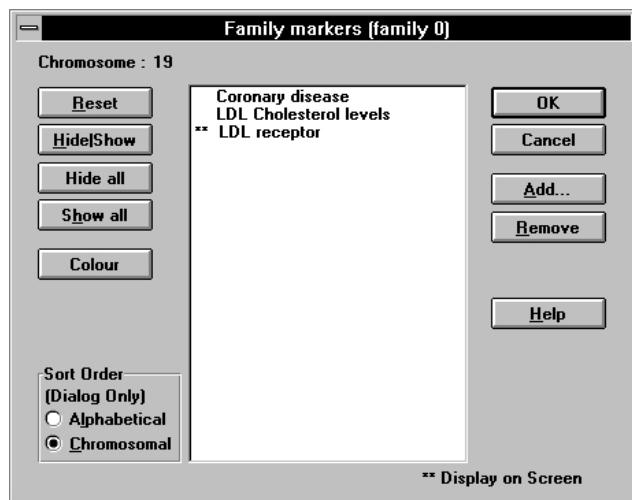 Family markers (family 0)
Chromosome : 19
Reset
Hide|Show
Hide all
Show all
Colour
Coronary disease
LDL Cholesterol levels
** LDL receptor
OK
Cancel
Add...
Remove
Help
Sort Order
(Dialog Only)
Alphabetical
Chromosomal
** Display on Screen